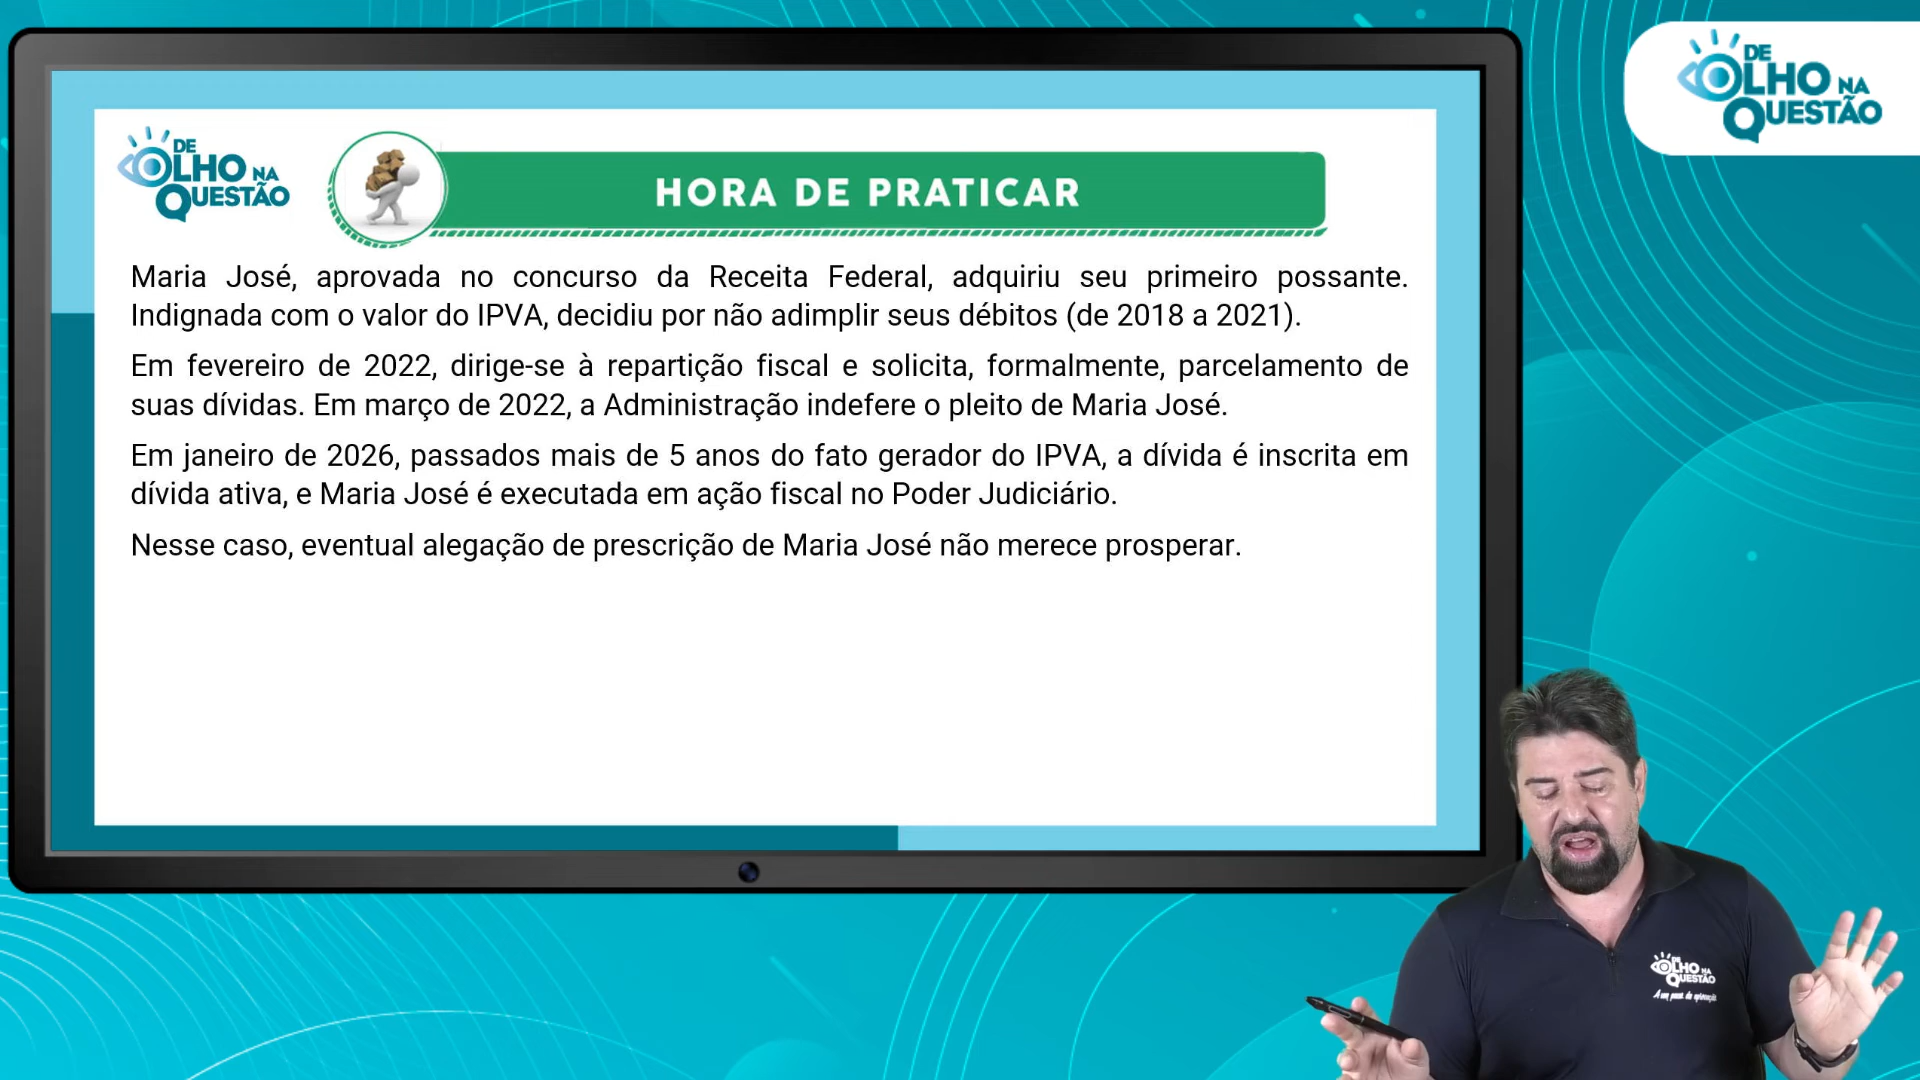 DE
OLHO NA
QUESTÃO
DE
OLHO NA
QUESTÃO
HORA DE PRATICAR
Maria José, aprovada no concurso da Receita Federal, adquiriu seu primeiro possante.
Indignada com o valor do IPVA, decidiu por não adimplir seus débitos (de 2018 a 2021).
Em fevereiro de 2022, dirige-se à repartição fiscal e solicita, formalmente, parcelamento de
suas dívidas. Em março de 2022, a Administração indefere o pleito de Maria José.
Em janeiro de 2026, passados mais de 5 anos do fato gerador do IPVA, a dívida é inscrita em
dívida ativa, e Maria José é executada em ação fiscal no Poder Judiciário.
Nesse caso, eventual alegação de prescrição de Maria José não merece prosperar.
DE
OLHO NA
QUESTÃO
A um passo da aprovação